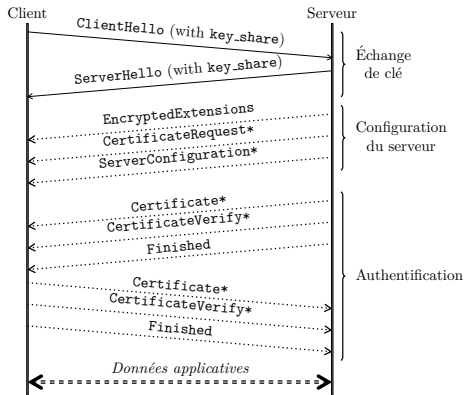 Client
Serveur
ClientHello (with key_share)
ServerHello (with key_share)
Échange
de clé
EncryptedExtensions
CertificateRequest*
ServerConfiguration*
Configuration
du serveur
Certificate*
CertificateVerify*
Finished
Certificate*
CertificateVerify*
Finished
Authentification
Données applicatives